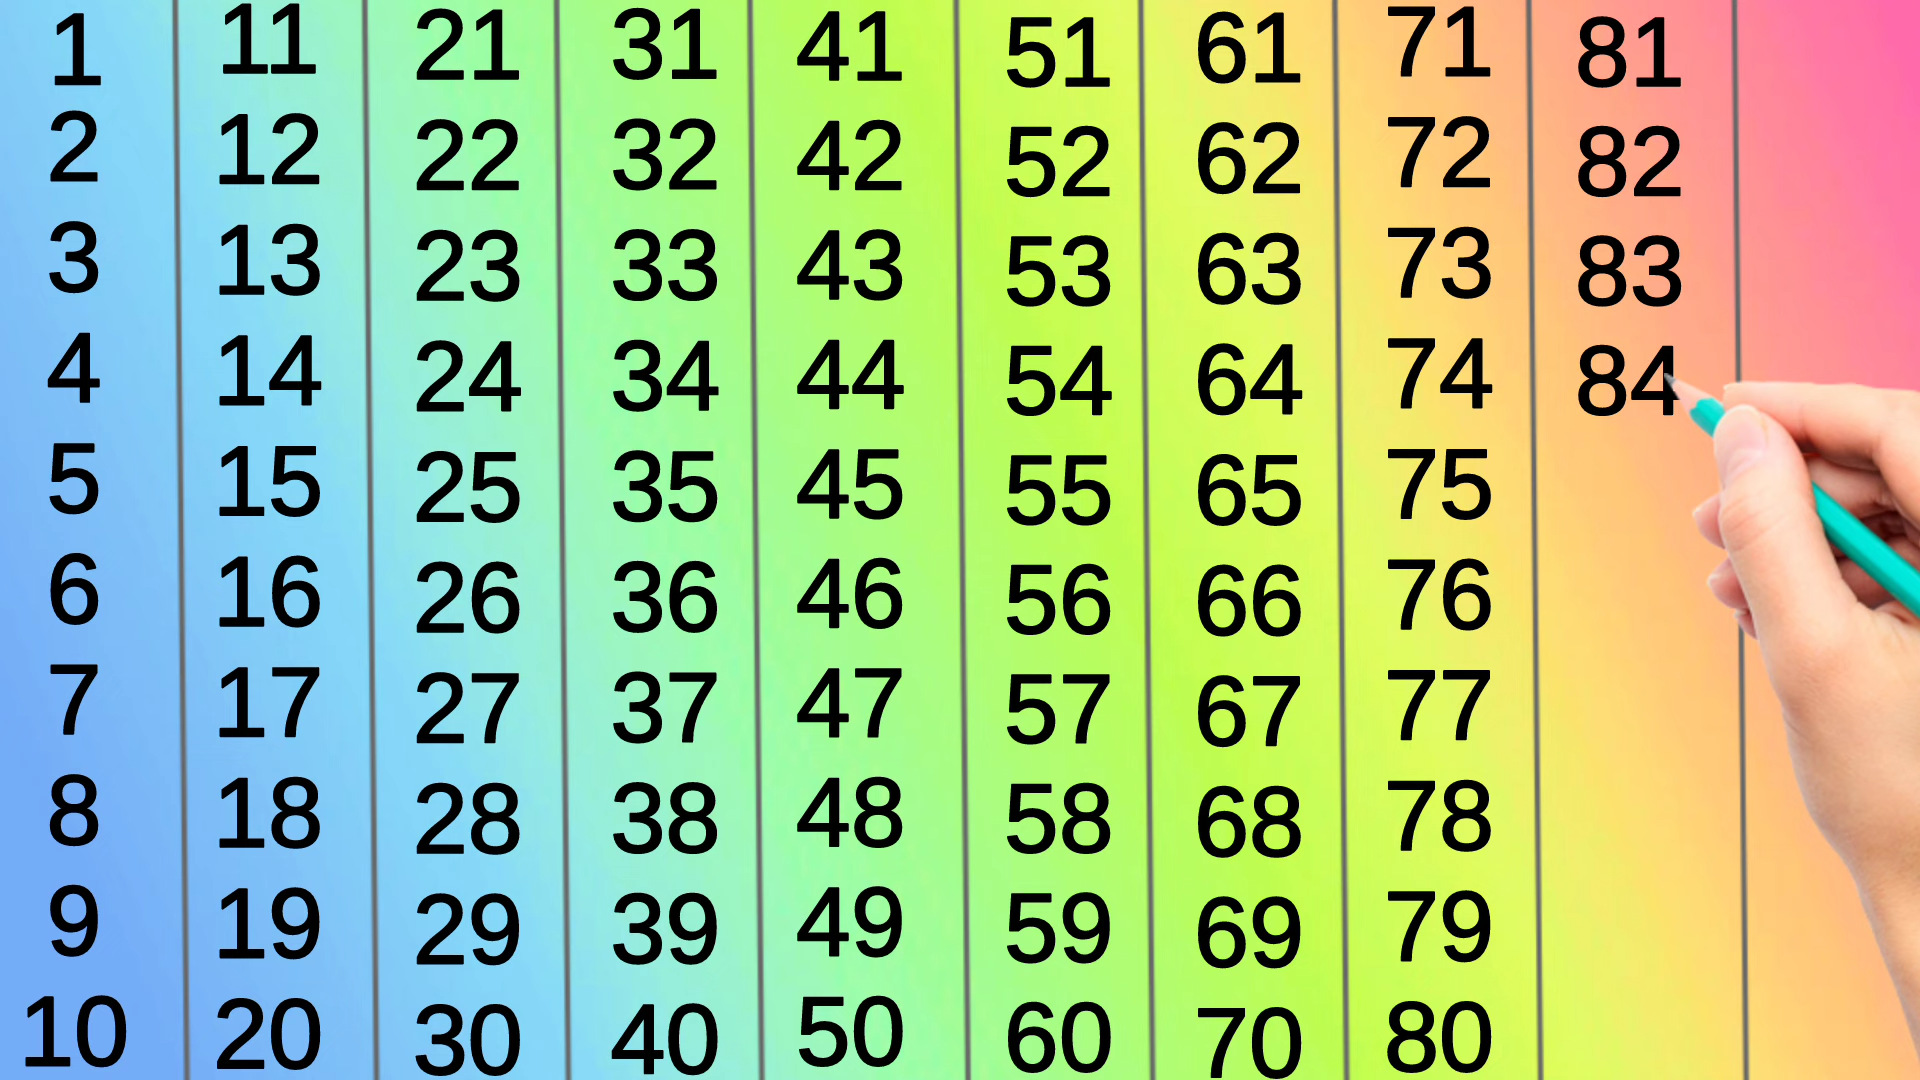 1 11 21 31 41 51 61 71 81
2 12 22 32 42 52 62 72 82
3 13 23 33 43 53 63 73 83
4 14 24 34 44 54 64 74 84
5 15 25 35 45 55 65 75
6 16 26 36 46 56 66 76
7 17 27 37 47 57 67 77
8 18 28 38 48 58 68 78
9 19 29 39 49 59 69 79
10 20 30 40 50 60 70 80